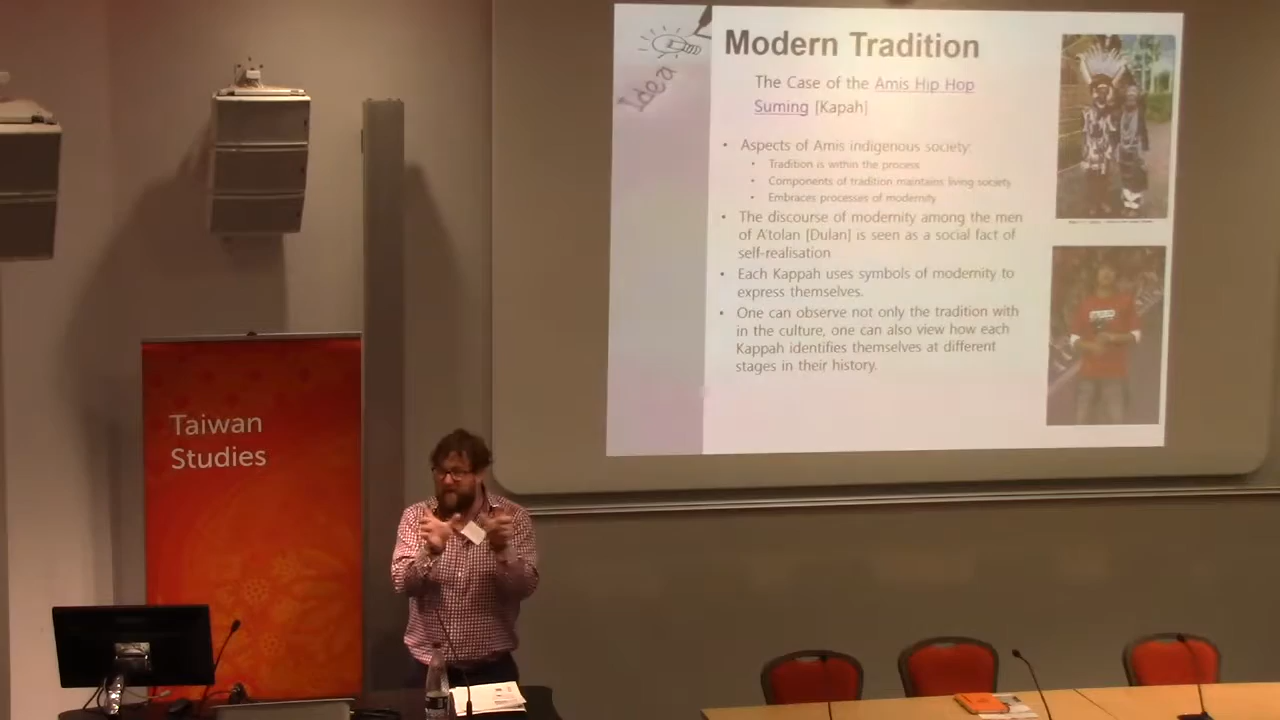 Idea
Modern Tradition
The Case of the Amis Hip Hop
Suming [Kapah]
• Aspects of Amis indigenous society:
• Tradition is within the process
• Components of tradition maintains living society
• Embraces processes of modernity
• The discourse of modernity among the men
of A'tolan [Dulan] is seen as a social fact of
self-realisation
• Each Kappah uses symbols of modernity to
express themselves.
• One can observe not only the tradition with
in the culture, one can also view how each
Kappah identifies themselves at different
stages in their history.
Taiwan
Studies